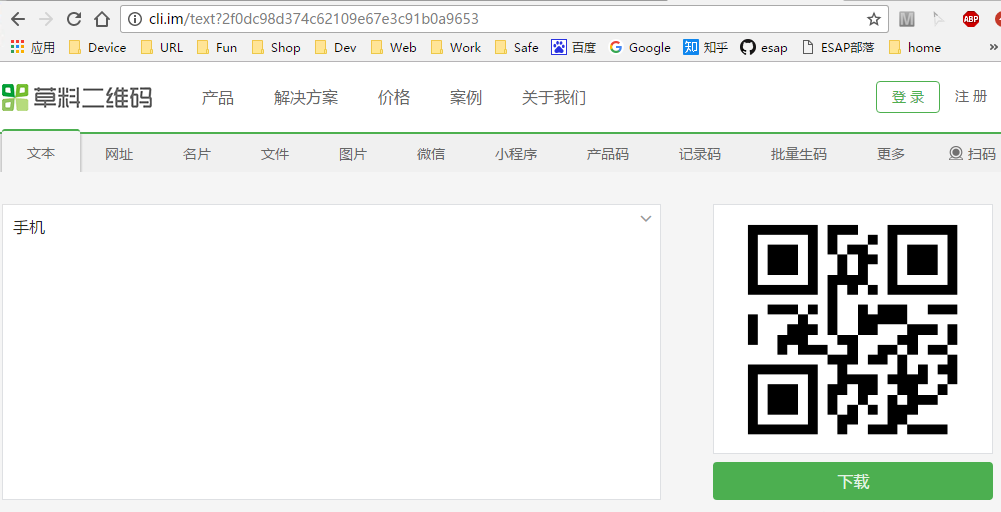 cli.im/text?2f0dc98d374c62109e67e3c91b0a9653 M ABP
应用 Device URL Fun Shop Dev Web Work Safe 百度 Google 知 知乎 esap ESAP部落 home »
草料二维码 产品 解决方案 价格 案例 关于我们 登录 注册
文本 网址 名片 文件 图片 微信 小程序 产品码 记录码 批量生码 更多 扫码
手机
下载